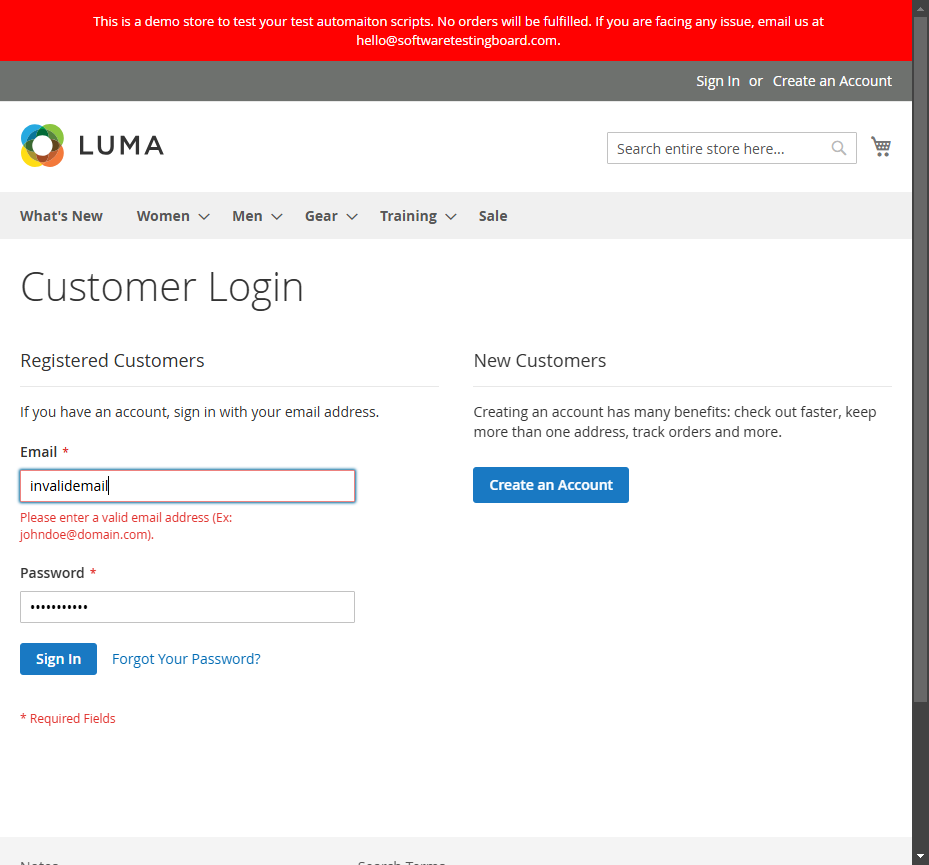 This is a demo store to test your test automaiton scripts. No orders will be fulfilled. If you are facing any issue, email us at
hello@softwaretestingboard.com.
Sign In or Create an Account
LUMA
Search entire store here...
What's New Women Men Gear Training Sale
Customer Login
Registered Customers
If you have an account, sign in with your email address.
Email *
invalidemail
Please enter a valid email address (Ex:
johndoe@domain.com).
Password *
•••••••••••
Sign In Forgot Your Password?
* Required Fields
New Customers
Creating an account has many benefits: check out faster, keep
more than one address, track orders and more.
Create an Account
Notes Search Terms